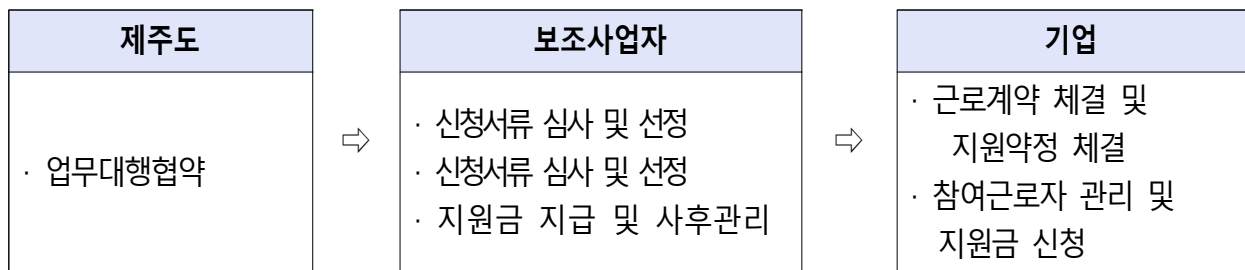 제주도
· 업무대행협약
⇨
보조사업자
· 신청서류 심사 및 선정
· 신청서류 심사 및 선정
· 지원금 지급 및 사후관리
⇨
기업
· 근로계약 체결 및
지원약정 체결
· 참여근로자 관리 및
지원금 신청